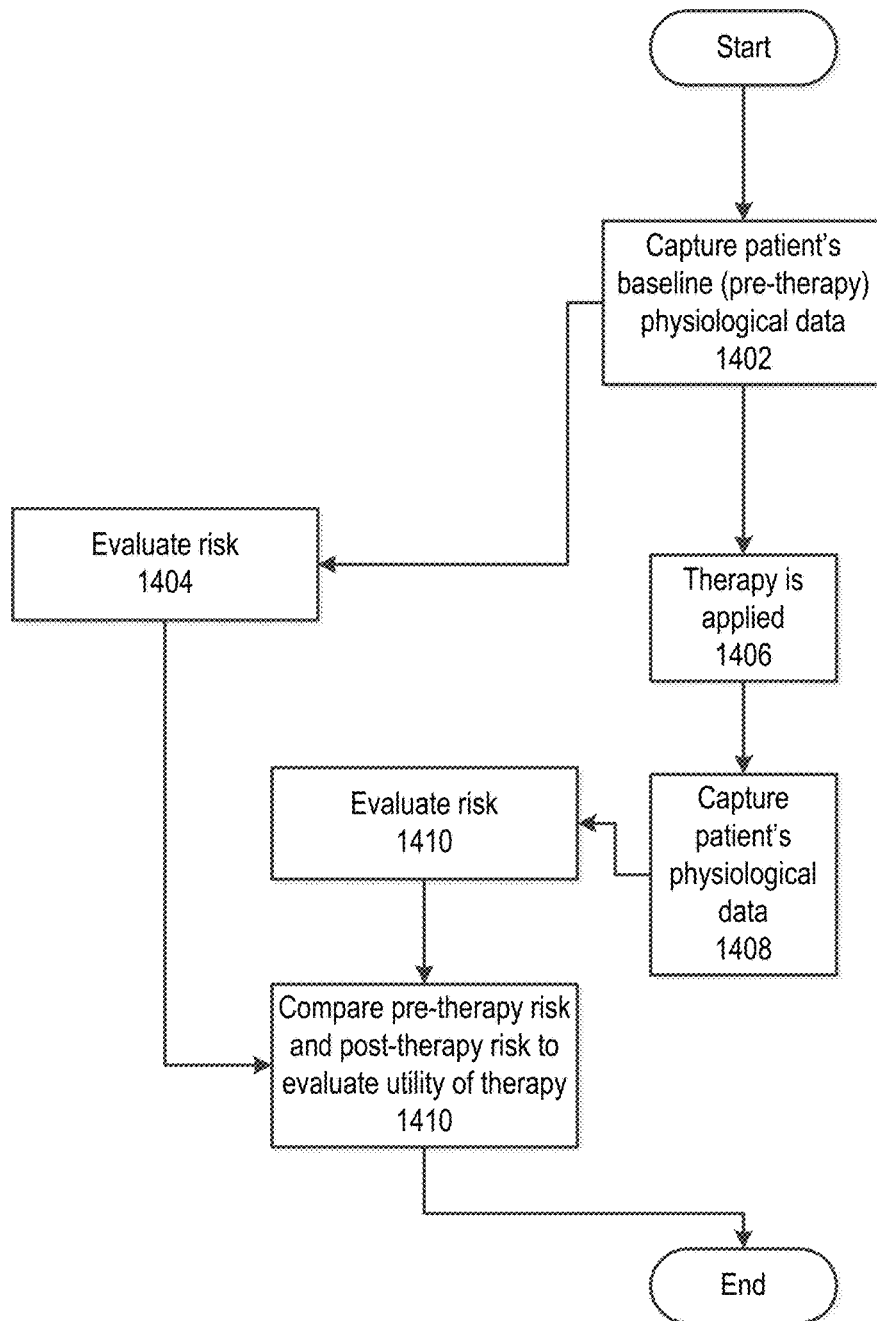 Start
Capture patient's
baseline (pre-therapy)
physiological data
1402
Evaluate risk
1404
Therapy is
applied
1406
Capture
patient's
physiological
data
1408
Evaluate risk
1410
Compare pre-therapy risk
and post-therapy risk to
evaluate utility of therapy
1410
End